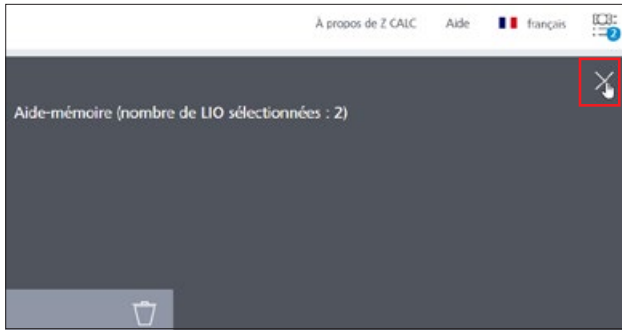 À propos de Z CALC Aide français 2
Aide-mémoire (nombre de LIO sélectionnées : 2)